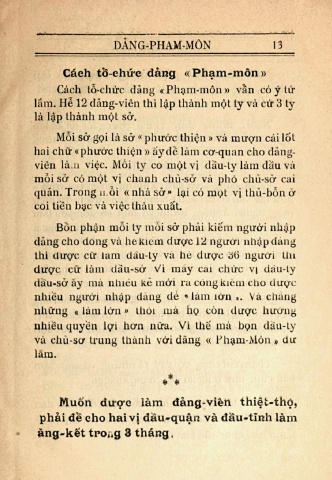 ĐẢNG-PHẠM-MÔN 13
Cách tổ-chức đảng « Phạm-môn »
Cách tổ-chức đảng «Phạm-môn» vẫn có ý tứ
lắm. Hễ 12 đảng-viên thì lập thành một ty và cứ 3 ty
là lập thành một sở.
Mỗi sở gọi là sở «phước thiện» và mượn cái lốt
hai chữ «phước thiện» ấy để làm cơ-quan cho đảng-
viên làm việc. Mỗi ty có một vị đầu-ty làm đầu và
mỗi sở có một vị chánh chủ-sở và phó chủ-sở cai
quản. Trong mỗi « nhà sở » lại có một vị thủ-bổn ở
coi tiền bạc và việc thâu xuất.
Bổn phận mỗi ty mỗi sở phải kiếm người nhập
đảng cho đông và hễ kiếm được 12 người nhập đảng
thì được cử làm đầu-ty và hễ được 36 người thì
được cử làm đầu-sở Vì mấy cái chức vị đầu-ty
đầu-sở ấy mà nhiều kẻ mới ra công kiếm cho được
nhiều người nhập đảng để «làm lớn». Và chẳng
những «làm lớn» thôi mà họ còn được hưởng
nhiều quyền lợi hơn nữa. Vì thế mà bọn đầu-ty
và chủ-sơ trung thành với đảng « Phạm-Môn » dư
lăm.
***
Muốn được làm đảng-viên thiệt-thọ,
phải để cho hai vị đầu-quận và đầu-tỉnh làm
ăng-kết trong 3 tháng.